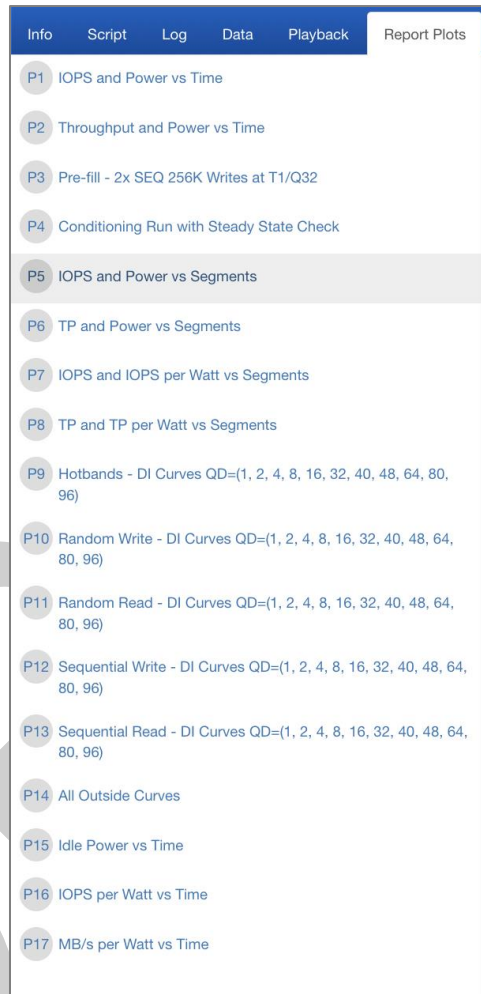 Info Script Log Data Playback Report Plots
P1 IOPS and Power vs Time
P2 Throughput and Power vs Time
P3 Pre-fill - 2x SEQ 256K Writes at T1/Q32
P4 Conditioning Run with Steady State Check
P5 IOPS and Power vs Segments
P6 TP and Power vs Segments
P7 IOPS and IOPS per Watt vs Segments
P8 TP and TP per Watt vs Segments
P9 Hotbands - DI Curves QD=(1, 2, 4, 8, 16, 32, 40, 48, 64, 80,
96)
P10 Random Write - DI Curves QD=(1, 2, 4, 8, 16, 32, 40, 48, 64,
80, 96)
P11 Random Read - DI Curves QD=(1, 2, 4, 8, 16, 32, 40, 48, 64,
80, 96)
P12 Sequential Write - DI Curves QD=(1, 2, 4, 8, 16, 32, 40, 48, 64,
80, 96)
P13 Sequential Read - DI Curves QD=(1, 2, 4, 8, 16, 32, 40, 48, 64,
80, 96)
P14 All Outside Curves
P15 Idle Power vs Time
P16 IOPS per Watt vs Time
P17 MB/s per Watt vs Time